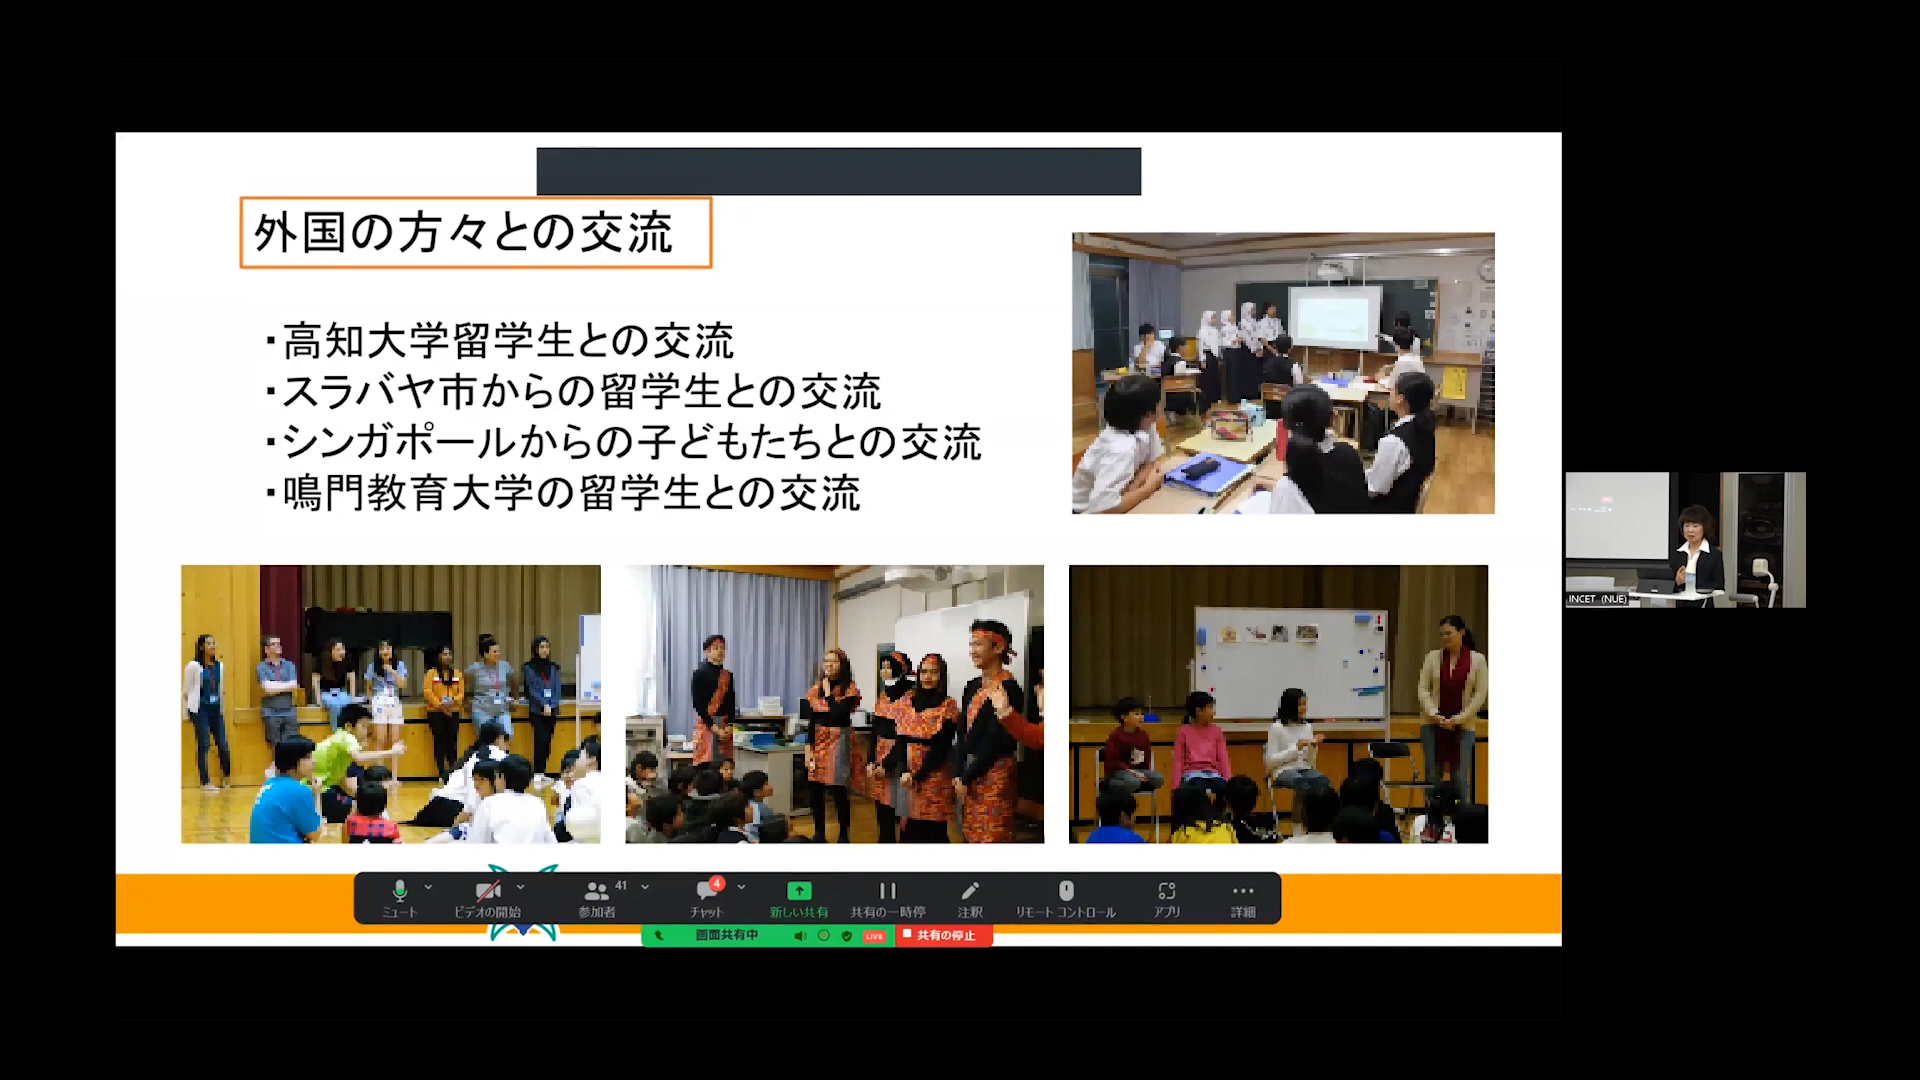 外国の方々との交流
・高知大学留学生との交流
・スラバヤ市からの留学生との交流
・シンガポールからの子どもたちとの交流
・鳴門教育大学の留学生との交流
INCET (NUE)
41
4
ミュート
ビデオの開始
参加者
チャット
新しい共有
共有の一時停
注釈
リモート コントロール
アプリ
詳細
画面共有中
LIVE
共有の停止